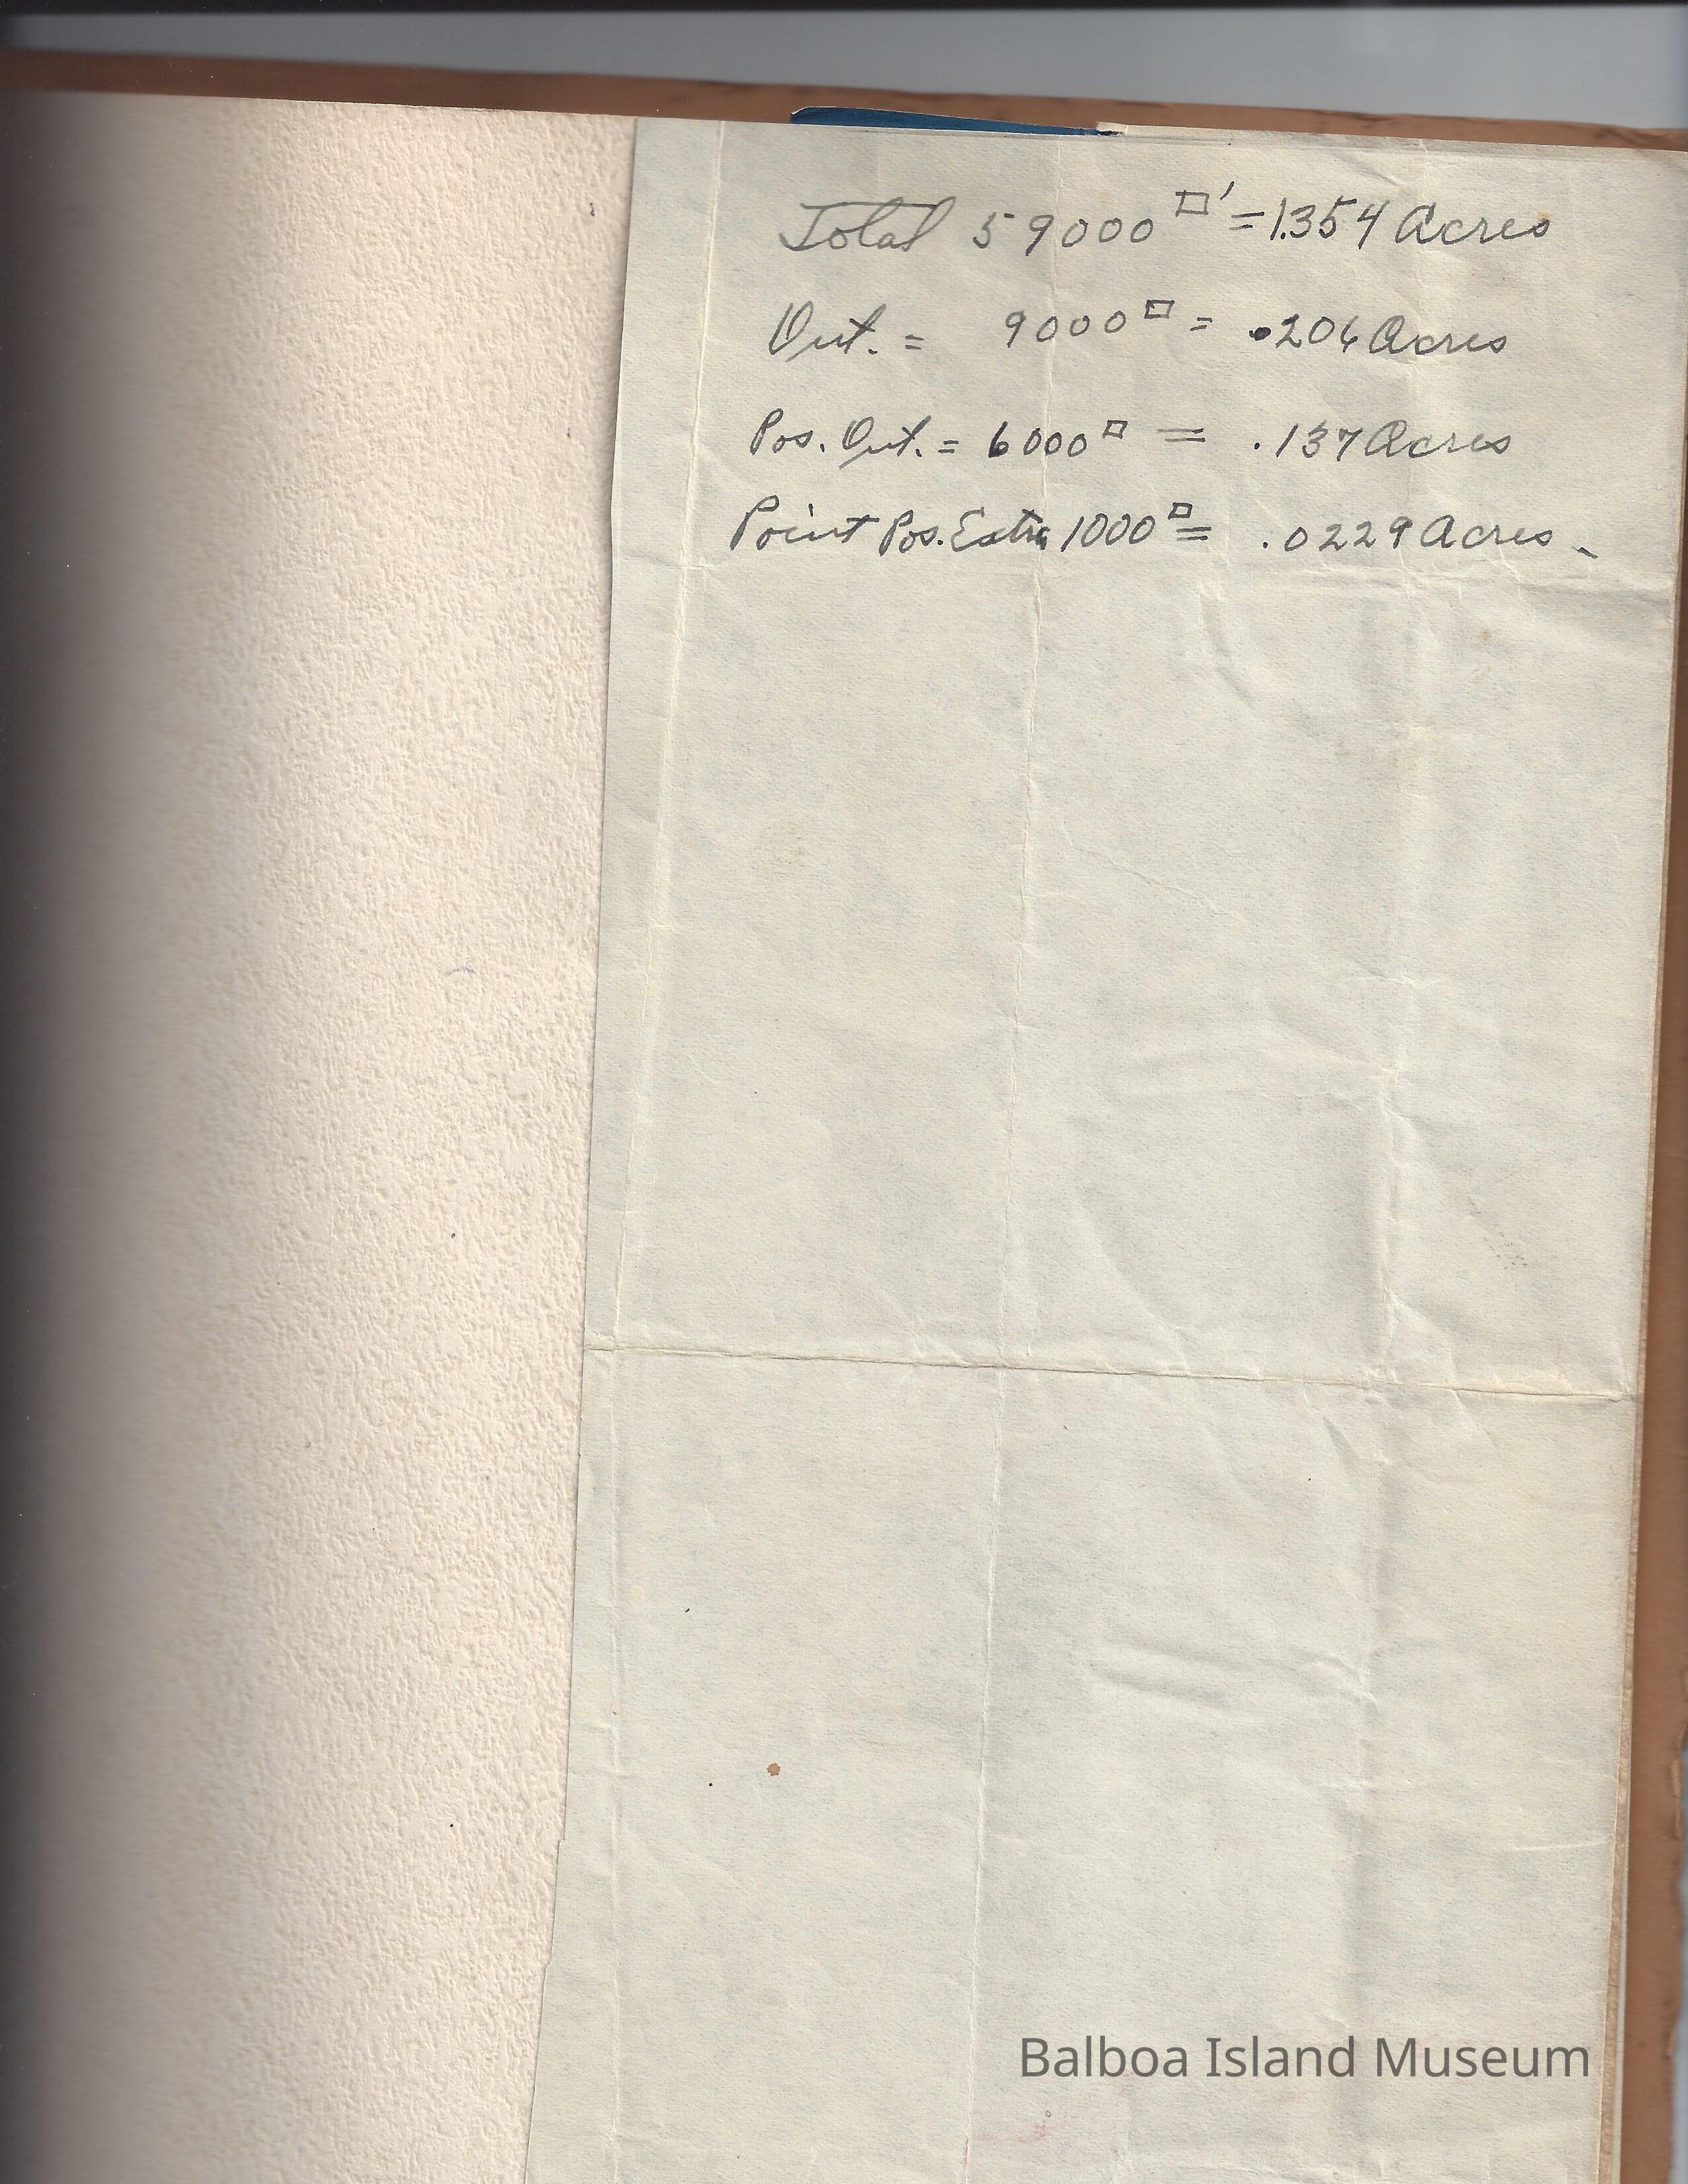 Total 59000□' = 1.354 Acres
Out. = 9000□ = .206 Acres
Pos. Out. = 6000□ = .137 Acres
Point Pos. Extra 1000□ = .0229 Acres
Balboa Island Museum